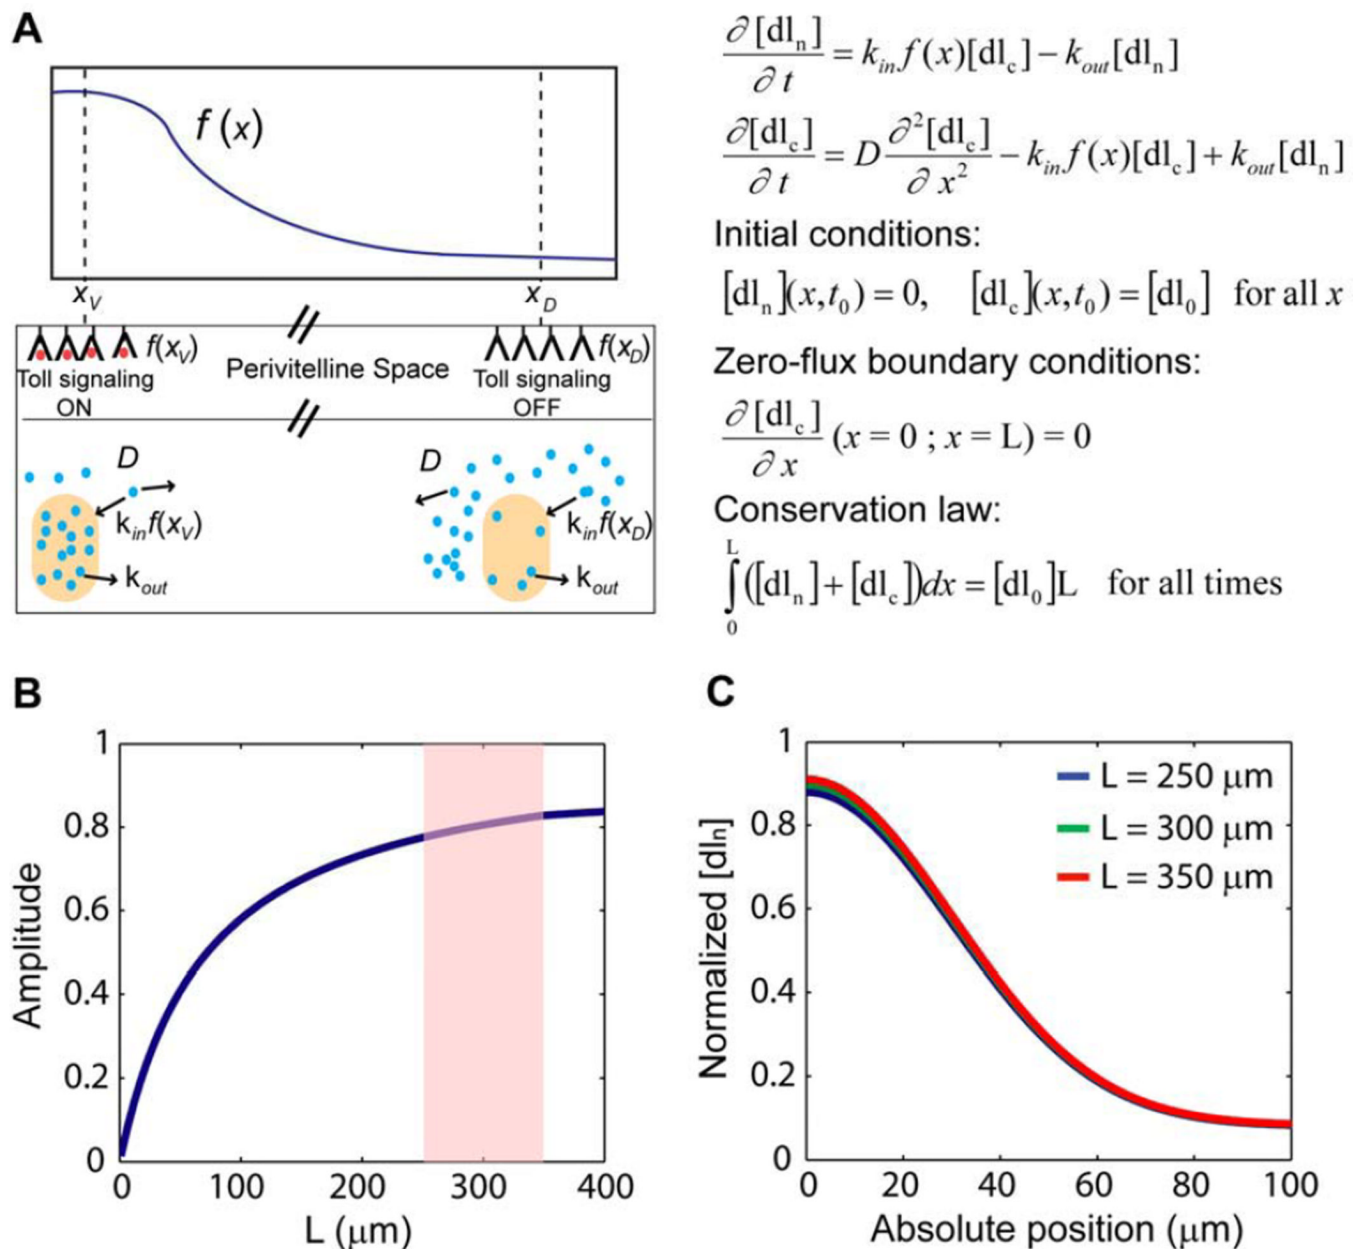 A
f (x)
x_V
x_D
f(x_V)
Perivitelline Space
f(x_D)
Toll signaling
ON
Toll signaling
OFF
D
k_in f(x_V)
k_out
D
k_in f(x_D)
k_out
∂[dl_n]/∂t = k_in f(x)[dl_c] − k_out[dl_n]
∂[dl_c]/∂t = D ∂²[dl_c]/∂x² − k_in f(x)[dl_c] + k_out[dl_n]
Initial conditions:
[dl_n](x,t_0) = 0, [dl_c](x,t_0) = [dl_0] for all x
Zero-flux boundary conditions:
∂[dl_c]/∂x (x = 0 ; x = L) = 0
Conservation law:
∫_0^L ([dl_n] + [dl_c])dx = [dl_0]L for all times
B
Amplitude
1
0.8
0.6
0.4
0.2
0
0 100 200 300 400
L (μm)
C
Normalized [dln]
1
0.8
0.6
0.4
0.2
0
L = 250 μm
L = 300 μm
L = 350 μm
0 20 40 60 80 100
Absolute position (μm)